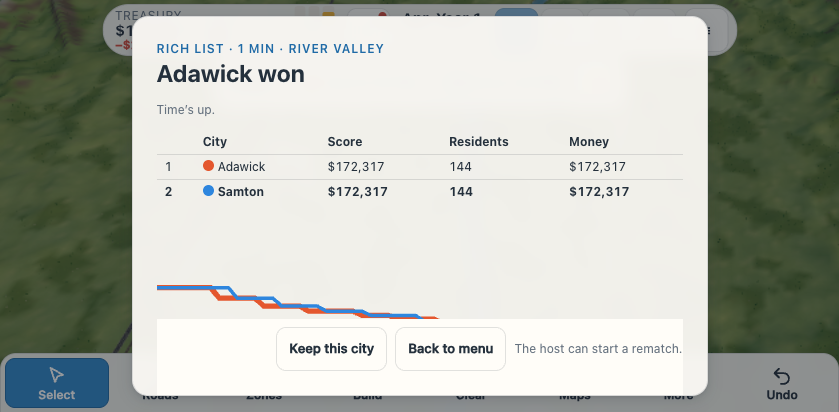 TREASURY
RICH LIST · 1 MIN · RIVER VALLEY
Adawick won
Time's up.
City Score Residents Money
1 Adawick $172,317 144 $172,317
2 Samton $172,317 144 $172,317
Keep this city Back to menu The host can start a rematch.
Select Roads Zones Build Clear Maps More Undo